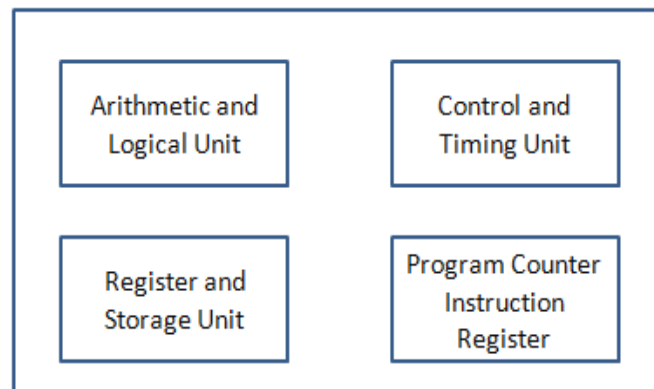 Arithmetic and
Logical Unit
Control and
Timing Unit
Register and
Storage Unit
Program Counter
Instruction
Register